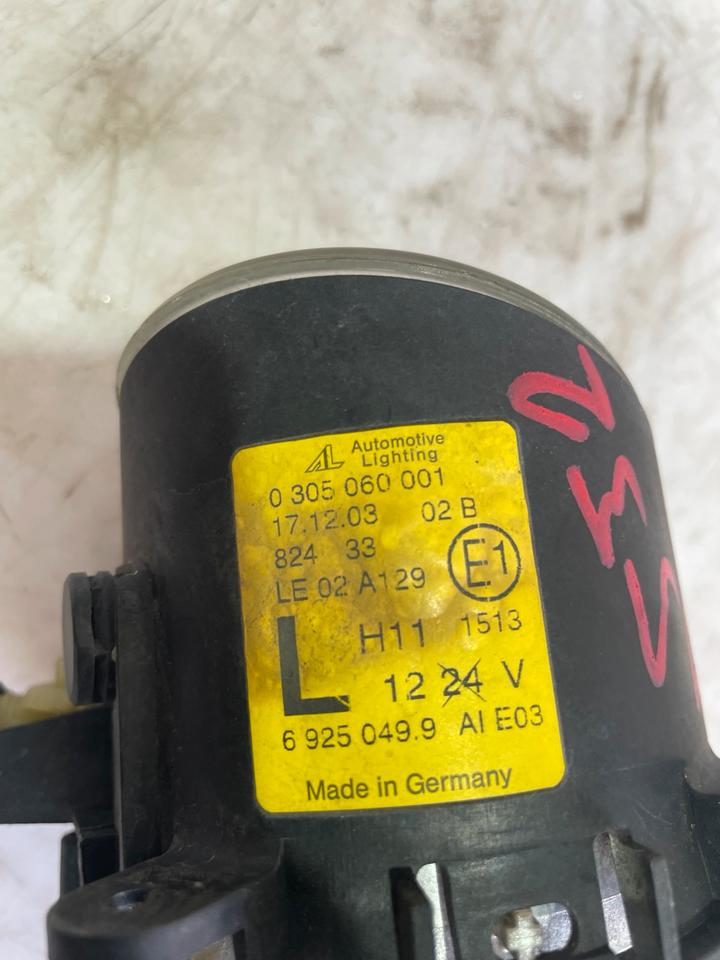 AL Automotive
Lighting
0 305 060 001
17.12.03 02 B
824 33
LE 02 A129 E1
L H11 1513
12 24 V
6 925 049.9 AI E03
Made in Germany